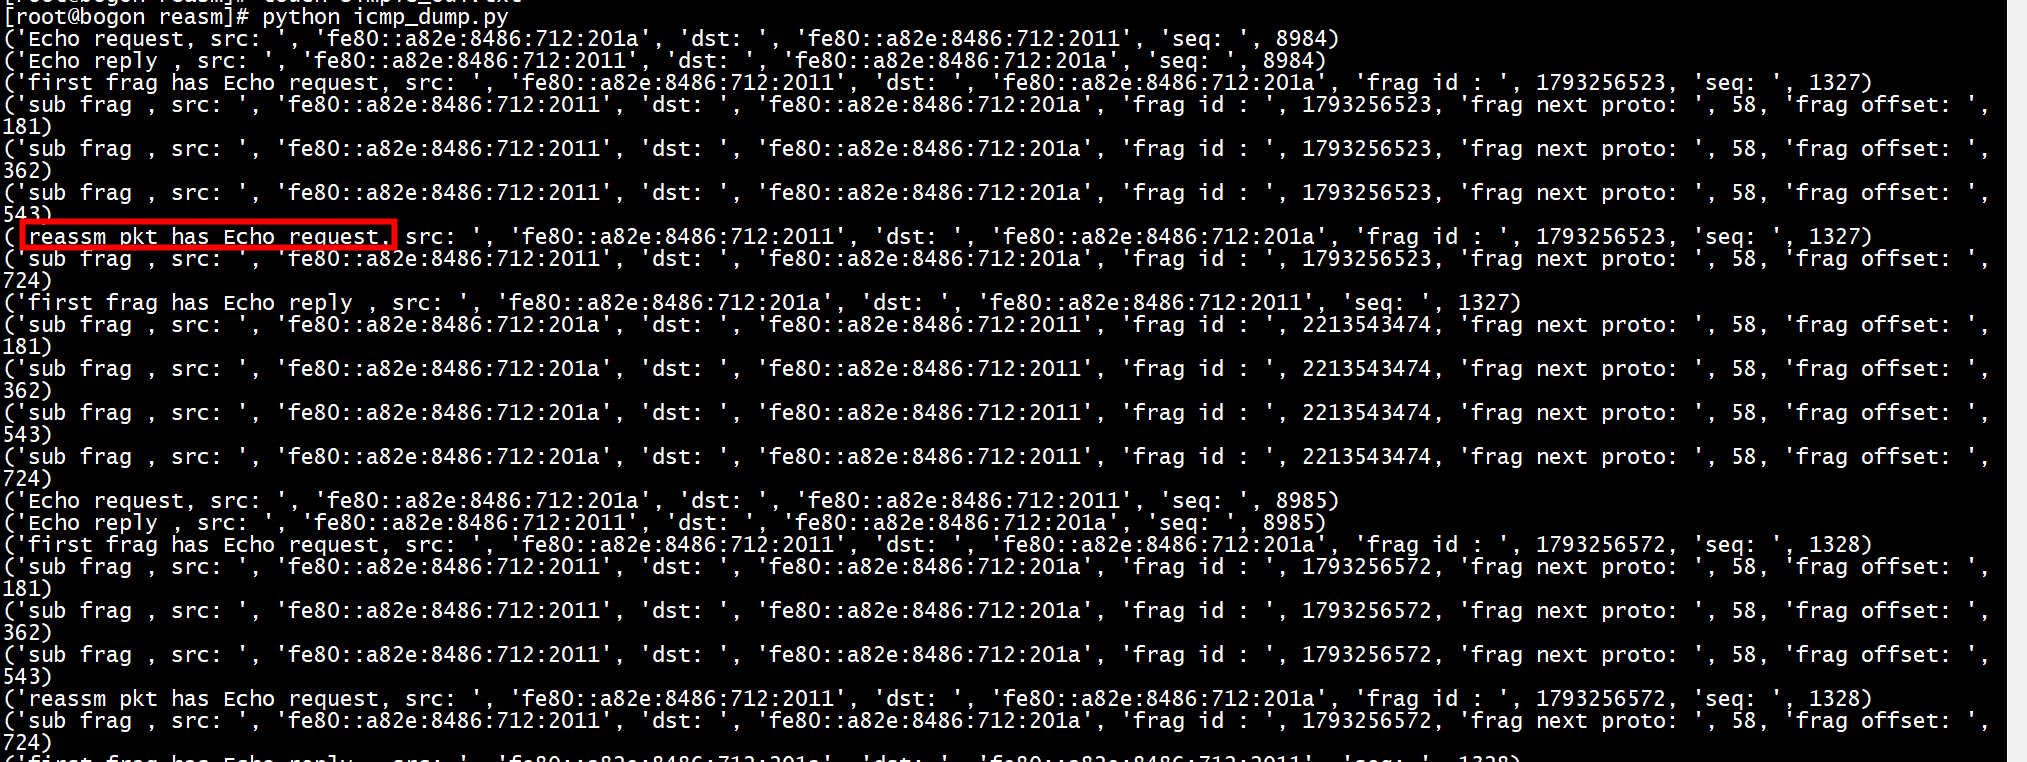 [root@bogon reasm]# python icmp_dump.py
('Echo request, src: ', 'fe80::a82e:8486:712:201a', 'dst: ', 'fe80::a82e:8486:712:2011', 'seq: ', 8984)
('Echo reply , src: ', 'fe80::a82e:8486:712:2011', 'dst: ', 'fe80::a82e:8486:712:201a', 'seq: ', 8984)
('first frag has Echo request, src: ', 'fe80::a82e:8486:712:2011', 'dst: ', 'fe80::a82e:8486:712:201a', 'frag id : ', 1793256523, 'seq: ', 1327)
('sub frag , src: ', 'fe80::a82e:8486:712:2011', 'dst: ', 'fe80::a82e:8486:712:201a', 'frag id : ', 1793256523, 'frag next proto: ', 58, 'frag offset: ',
181)
('sub frag , src: ', 'fe80::a82e:8486:712:2011', 'dst: ', 'fe80::a82e:8486:712:201a', 'frag id : ', 1793256523, 'frag next proto: ', 58, 'frag offset: ',
362)
('sub frag , src: ', 'fe80::a82e:8486:712:2011', 'dst: ', 'fe80::a82e:8486:712:201a', 'frag id : ', 1793256523, 'frag next proto: ', 58, 'frag offset: ',
543)
('reassm pkt has Echo request, src: ', 'fe80::a82e:8486:712:2011', 'dst: ', 'fe80::a82e:8486:712:201a', 'frag id : ', 1793256523, 'seq: ', 1327)
('sub frag , src: ', 'fe80::a82e:8486:712:2011', 'dst: ', 'fe80::a82e:8486:712:201a', 'frag id : ', 1793256523, 'frag next proto: ', 58, 'frag offset: ',
724)
('first frag has Echo reply , src: ', 'fe80::a82e:8486:712:201a', 'dst: ', 'fe80::a82e:8486:712:2011', 'seq: ', 1327)
('sub frag , src: ', 'fe80::a82e:8486:712:201a', 'dst: ', 'fe80::a82e:8486:712:2011', 'frag id : ', 2213543474, 'frag next proto: ', 58, 'frag offset: ',
181)
('sub frag , src: ', 'fe80::a82e:8486:712:201a', 'dst: ', 'fe80::a82e:8486:712:2011', 'frag id : ', 2213543474, 'frag next proto: ', 58, 'frag offset: ',
362)
('sub frag , src: ', 'fe80::a82e:8486:712:201a', 'dst: ', 'fe80::a82e:8486:712:2011', 'frag id : ', 2213543474, 'frag next proto: ', 58, 'frag offset: ',
543)
('sub frag , src: ', 'fe80::a82e:8486:712:201a', 'dst: ', 'fe80::a82e:8486:712:2011', 'frag id : ', 2213543474, 'frag next proto: ', 58, 'frag offset: ',
724)
('Echo request, src: ', 'fe80::a82e:8486:712:201a', 'dst: ', 'fe80::a82e:8486:712:2011', 'seq: ', 8985)
('Echo reply , src: ', 'fe80::a82e:8486:712:2011', 'dst: ', 'fe80::a82e:8486:712:201a', 'seq: ', 8985)
('first frag has Echo request, src: ', 'fe80::a82e:8486:712:2011', 'dst: ', 'fe80::a82e:8486:712:201a', 'frag id : ', 1793256572, 'seq: ', 1328)
('sub frag , src: ', 'fe80::a82e:8486:712:2011', 'dst: ', 'fe80::a82e:8486:712:201a', 'frag id : ', 1793256572, 'frag next proto: ', 58, 'frag offset: ',
181)
('sub frag , src: ', 'fe80::a82e:8486:712:2011', 'dst: ', 'fe80::a82e:8486:712:201a', 'frag id : ', 1793256572, 'frag next proto: ', 58, 'frag offset: ',
362)
('sub frag , src: ', 'fe80::a82e:8486:712:2011', 'dst: ', 'fe80::a82e:8486:712:201a', 'frag id : ', 1793256572, 'frag next proto: ', 58, 'frag offset: ',
543)
('reassm pkt has Echo request, src: ', 'fe80::a82e:8486:712:2011', 'dst: ', 'fe80::a82e:8486:712:201a', 'frag id : ', 1793256572, 'seq: ', 1328)
('sub frag , src: ', 'fe80::a82e:8486:712:2011', 'dst: ', 'fe80::a82e:8486:712:201a', 'frag id : ', 1793256572, 'frag next proto: ', 58, 'frag offset: ',
724)
('first frag has Echo reply , src: ', 'fe80::a82e:8486:712:201a', 'dst: ', 'fe80::a82e:8486:712:2011', 'seq: ', 1328)